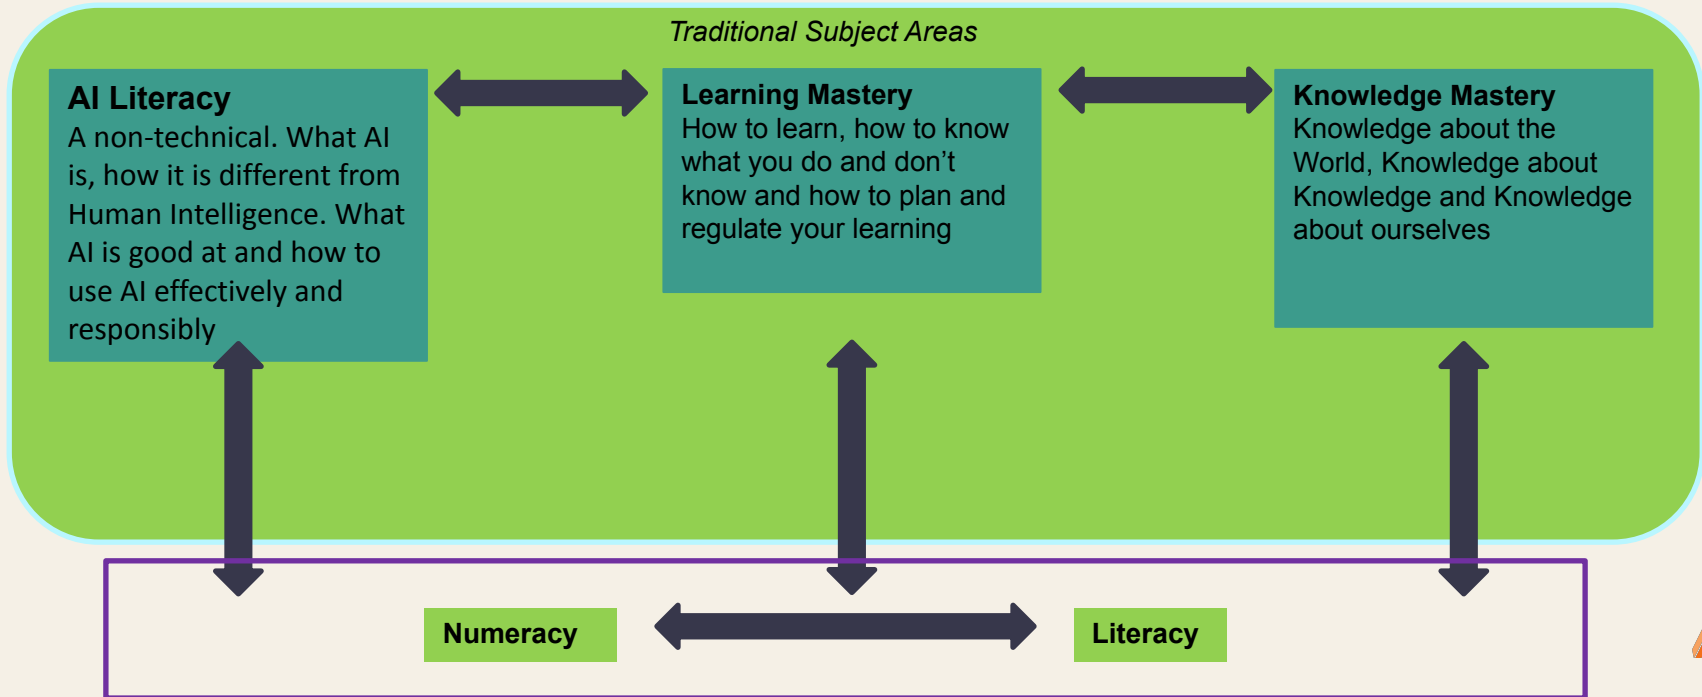 Traditional Subject Areas
AI Literacy
A non-technical. What AI
is, how it is different from
Human Intelligence. What
AI is good at and how to
use AI effectively and
responsibly
Learning Mastery
How to learn, how to know
what you do and don’t
know and how to plan and
regulate your learning
Knowledge Mastery
Knowledge about the
World, Knowledge about
Knowledge and Knowledge
about ourselves
Numeracy
Literacy